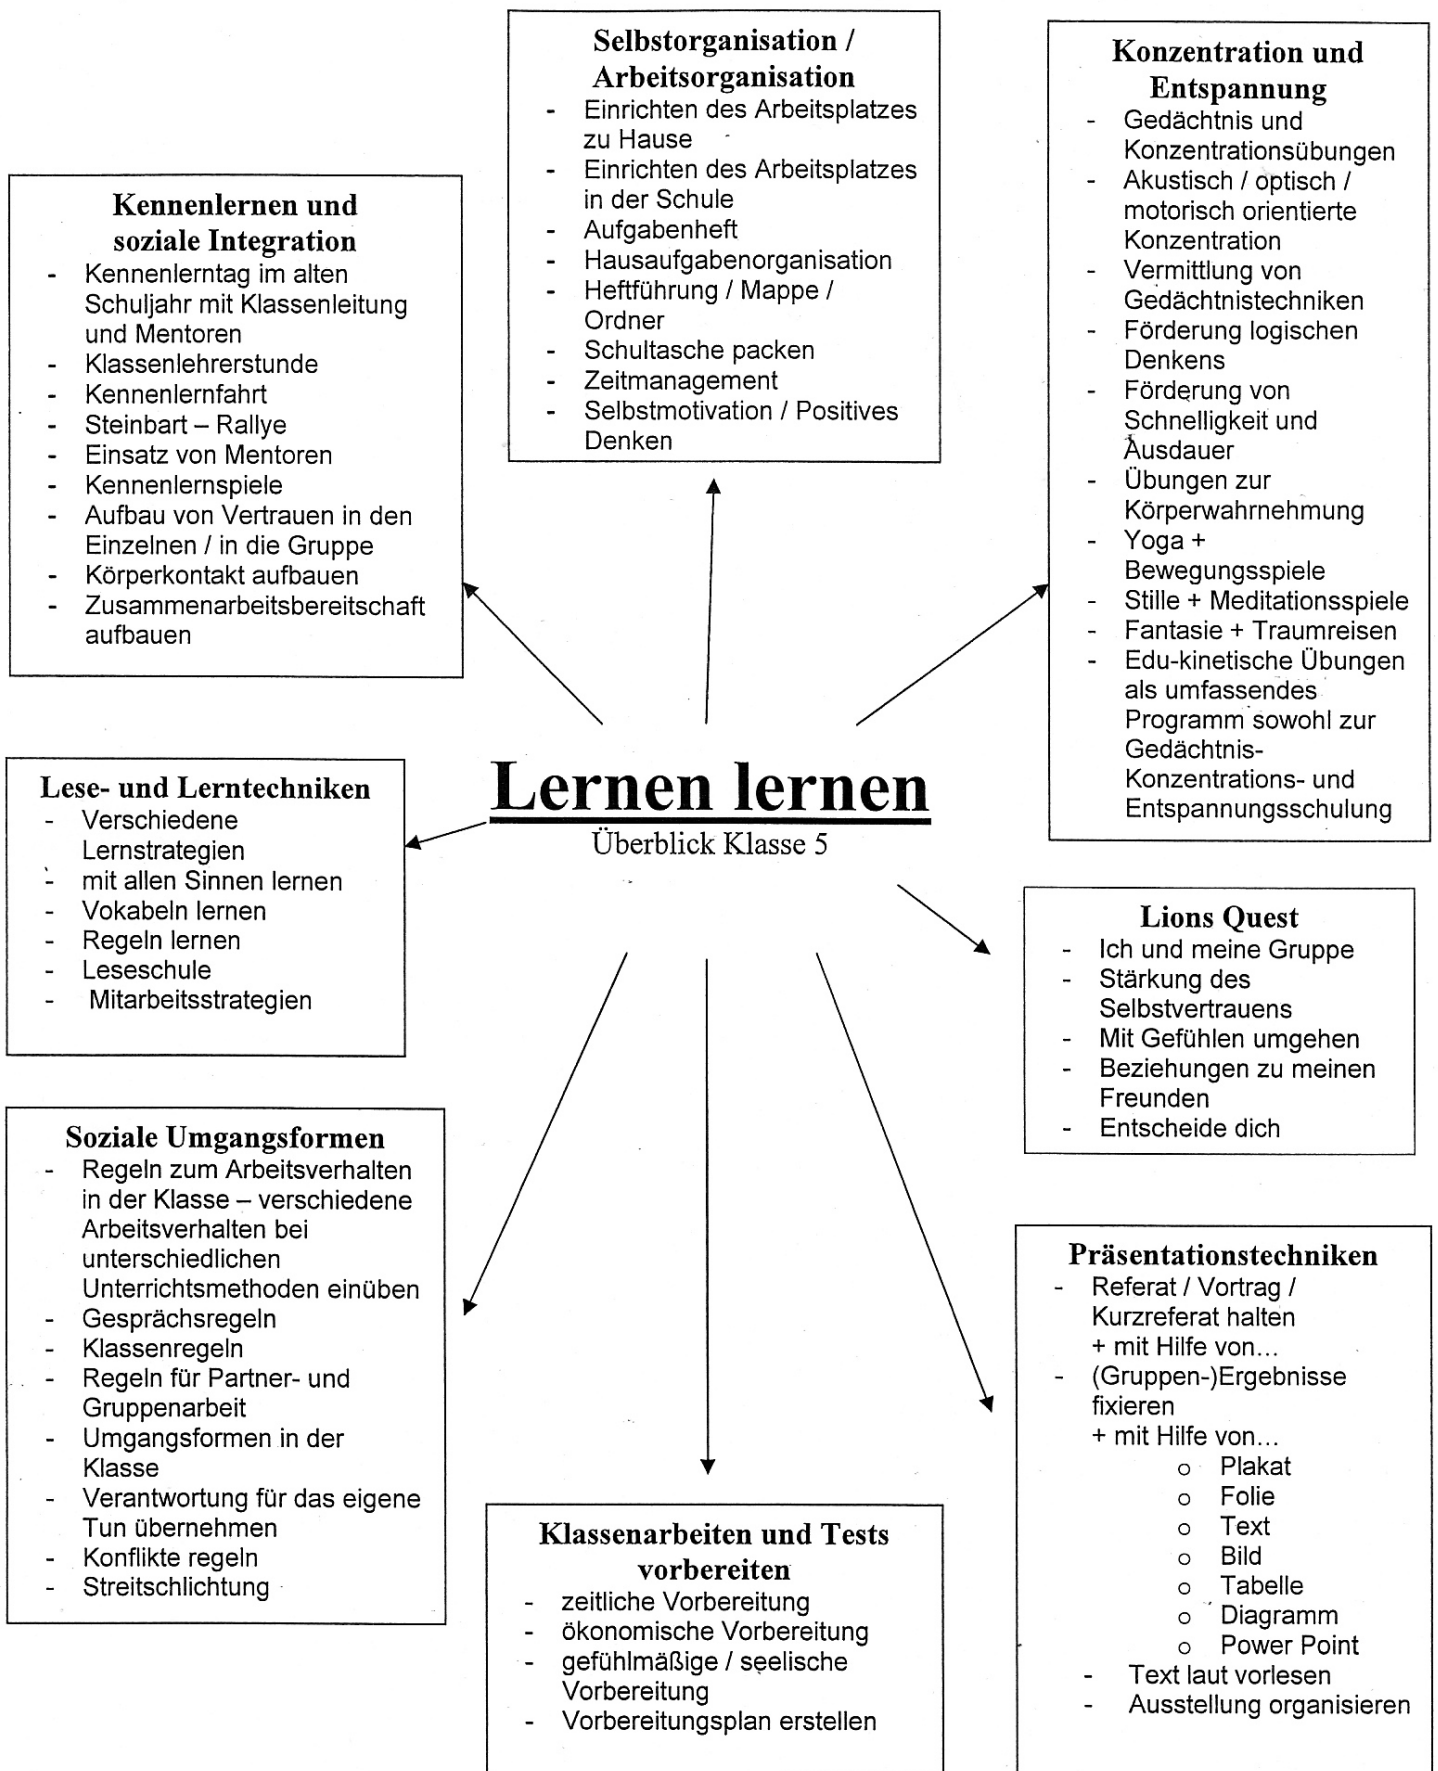 Selbstorganisation /
Arbeitsorganisation
- Einrichten des Arbeitsplatzes
zu Hause
- Einrichten des Arbeitsplatzes
in der Schule
- Aufgabenheft
- Hausaufgabenorganisation
- Heftführung / Mappe /
Ordner
- Schultasche packen
- Zeitmanagement
- Selbstmotivation / Positives
Denken
Konzentration und
Entspannung
- Gedächtnis und
Konzentrationsübungen
- Akustisch / optisch /
motorisch orientierte
Konzentration
- Vermittlung von
Gedächtnistechniken
- Förderung logischen
Denkens
- Förderung von
Schnelligkeit und
Ausdauer
- Übungen zur
Körperwahrnehmung
- Yoga +
Bewegungsspiele
- Stille + Meditationsspiele
- Fantasie + Traumreisen
- Edu-kinetische Übungen
als umfassendes
Programm sowohl zur
Gedächtnis-
Konzentrations- und
Entspannungsschulung
Kennenlernen und
soziale Integration
- Kennenlerntag im alten
Schuljahr mit Klassenleitung
und Mentoren
- Klassenlehrerstunde
- Kennenlernfahrt
- Steinbart – Rallye
- Einsatz von Mentoren
- Kennenlernspiele
- Aufbau von Vertrauen in den
Einzelnen / in die Gruppe
- Körperkontakt aufbauen
- Zusammenarbeitsbereitschaft
aufbauen
Lernen lernen
Überblick Klasse 5
Lese- und Lerntechniken
- Verschiedene
Lernstrategien
- mit allen Sinnen lernen
- Vokabeln lernen
- Regeln lernen
- Leseschule
- Mitarbeitsstrategien
Lions Quest
- Ich und meine Gruppe
- Stärkung des
Selbstvertrauens
- Mit Gefühlen umgehen
- Beziehungen zu meinen
Freunden
- Entscheide dich
Soziale Umgangsformen
- Regeln zum Arbeitsverhalten
in der Klasse – verschiedene
Arbeitsverhalten bei
unterschiedlichen
Unterrichtsmethoden einüben
- Gesprächsregeln
- Klassenregeln
- Regeln für Partner- und
Gruppenarbeit
- Umgangsformen in der
Klasse
- Verantwortung für das eigene
Tun übernehmen
- Konflikte regeln
- Streitschlichtung
Präsentationstechniken
- Referat / Vortrag /
Kurzreferat halten
+ mit Hilfe von...
- (Gruppen-)Ergebnisse
fixieren
+ mit Hilfe von...
o Plakat
o Folie
o Text
o Bild
o Tabelle
o Diagramm
o Power Point
- Text laut vorlesen
- Ausstellung organisieren
Klassenarbeiten und Tests
vorbereiten
- zeitliche Vorbereitung
- ökonomische Vorbereitung
- gefühlmäßige / seelische
Vorbereitung
- Vorbereitungsplan erstellen